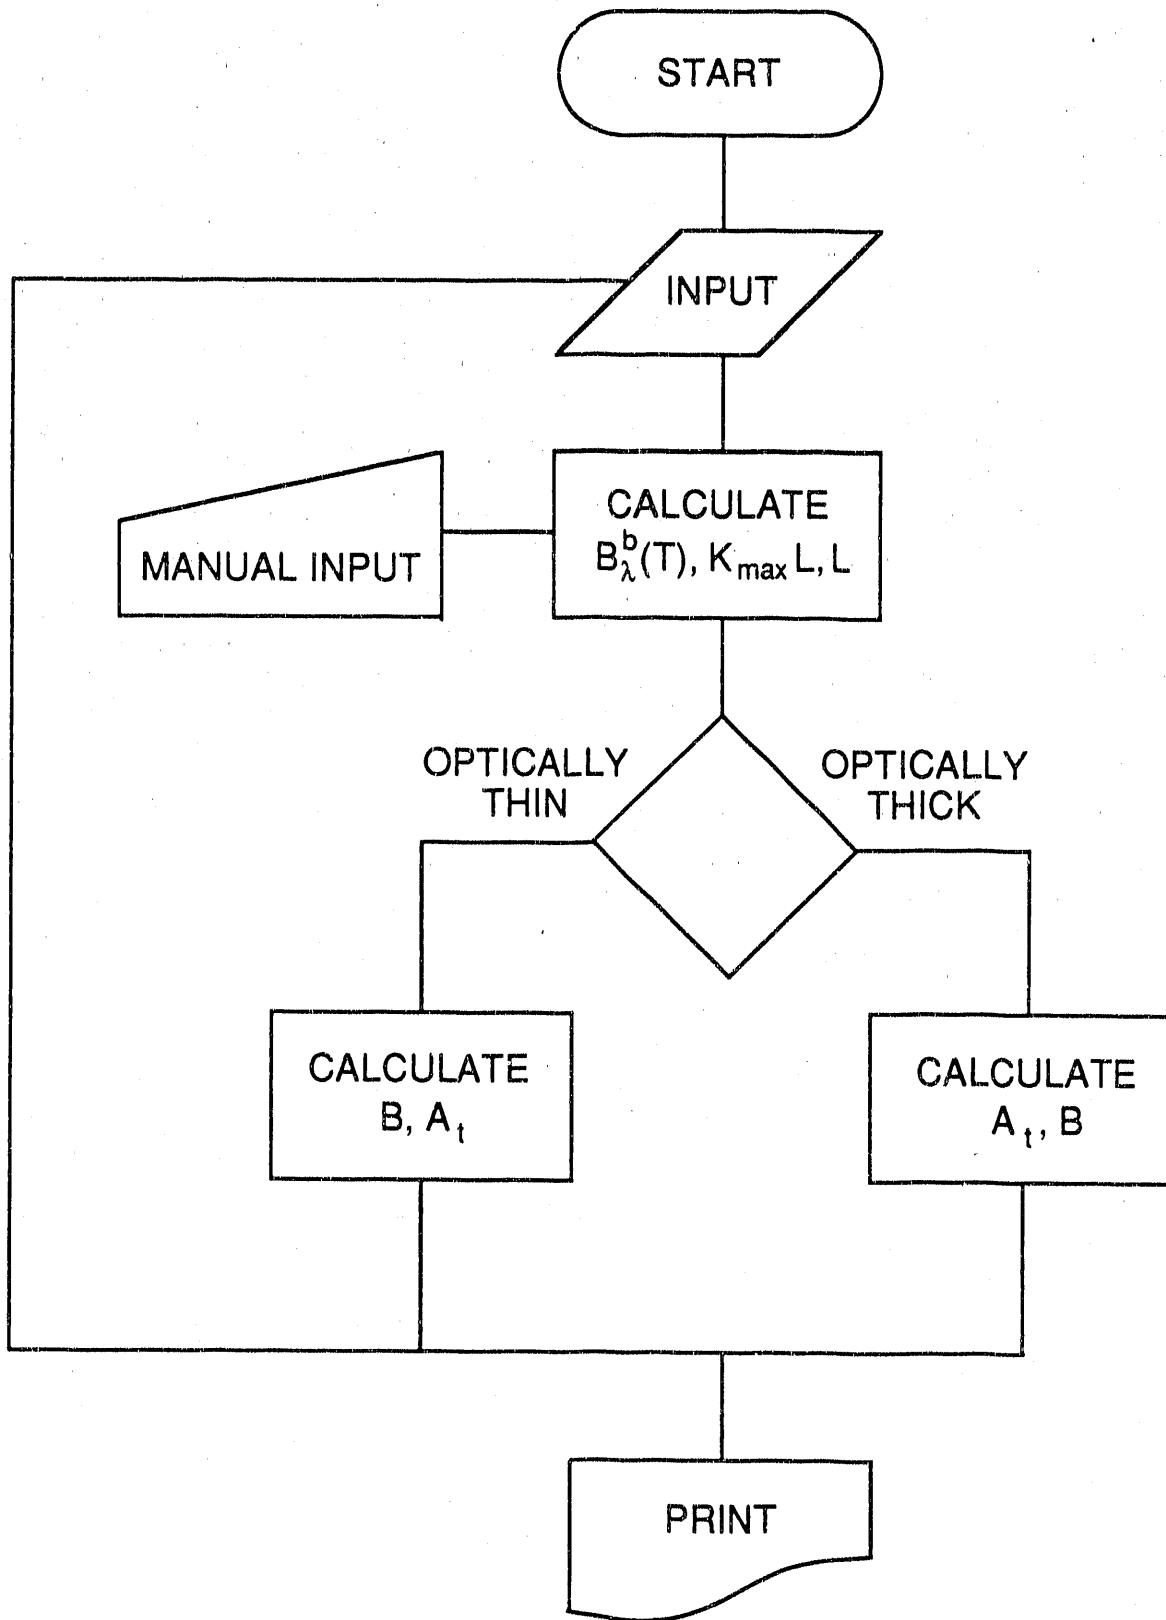 START
INPUT
CALCULATE
B_λ^b(T), K_max L, L
MANUAL INPUT
OPTICALLY
THIN
OPTICALLY
THICK
CALCULATE
B, A_t
CALCULATE
A_t, B
PRINT